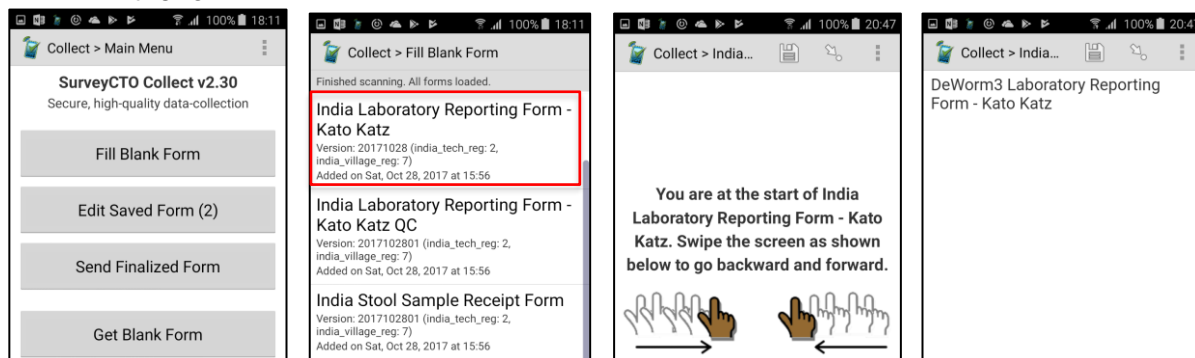 100% 18:11
Collect > Main Menu
SurveyCTO Collect v2.30
Secure, high-quality data-collection
Fill Blank Form
Edit Saved Form (2)
Send Finalized Form
Get Blank Form
100% 18:11
Collect > Fill Blank Form
Finished scanning. All forms loaded.
India Laboratory Reporting Form -
Kato Katz
Version: 20171028 (india_tech_reg: 2,
india_village_reg: 7)
Added on Sat, Oct 28, 2017 at 15:56
India Laboratory Reporting Form -
Kato Katz QC
Version: 2017102801 (india_tech_reg: 2,
india_village_reg: 7)
Added on Sat, Oct 28, 2017 at 15:56
India Stool Sample Receipt Form
Version: 2017102801 (india_tech_reg: 2,
india_village_reg: 7)
Added on Sat, Oct 28, 2017 at 15:56
100% 20:47
Collect > India...
You are at the start of India
Laboratory Reporting Form - Kato
Katz. Swipe the screen as shown
below to go backward and forward.
100% 20:47
Collect > India...
DeWorm3 Laboratory Reporting
Form - Kato Katz